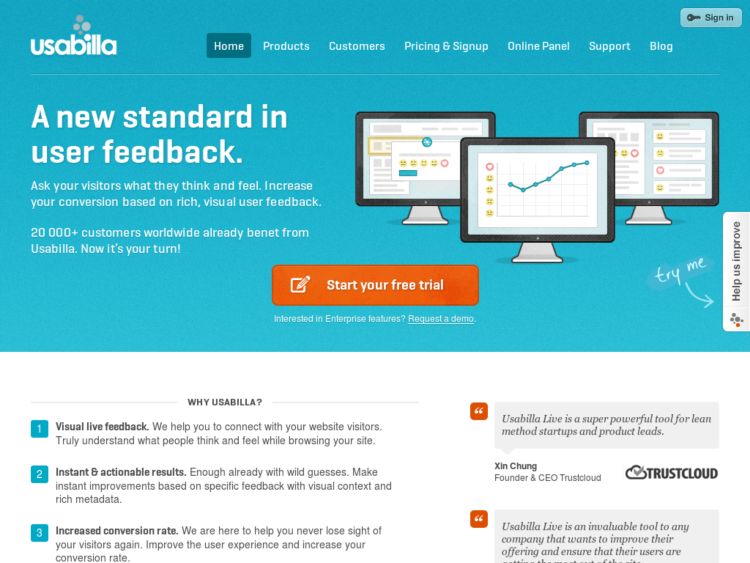 Sign in
usabilla
Home Products Customers Pricing & Signup Online Panel Support Blog
A new standard in
user feedback.
Ask your visitors what they think and feel. Increase
your conversion based on rich, visual user feedback.
20 000+ customers worldwide already benet from
Usabilla. Now it's your turn!
Start your free trial
Interested in Enterprise features? Request a demo.
try me
Help us improve
WHY USABILLA?
1 Visual live feedback. We help you to connect with your website visitors.
Truly understand what people think and feel while browsing your site.
2 Instant & actionable results. Enough already with wild guesses. Make
instant improvements based on specific feedback with visual context and
rich metadata.
3 Increased conversion rate. We are here to help you never lose sight of
your visitors again. Improve the user experience and increase your
conversion rate.
Usabilla Live is a super powerful tool for lean
method startups and product leads.
Xin Chung
Founder & CEO Trustcloud
TRUSTCLOUD
Usabilla Live is an invaluable tool to any
company that wants to improve their
offering and ensure that their users are
getting the most out of the site.